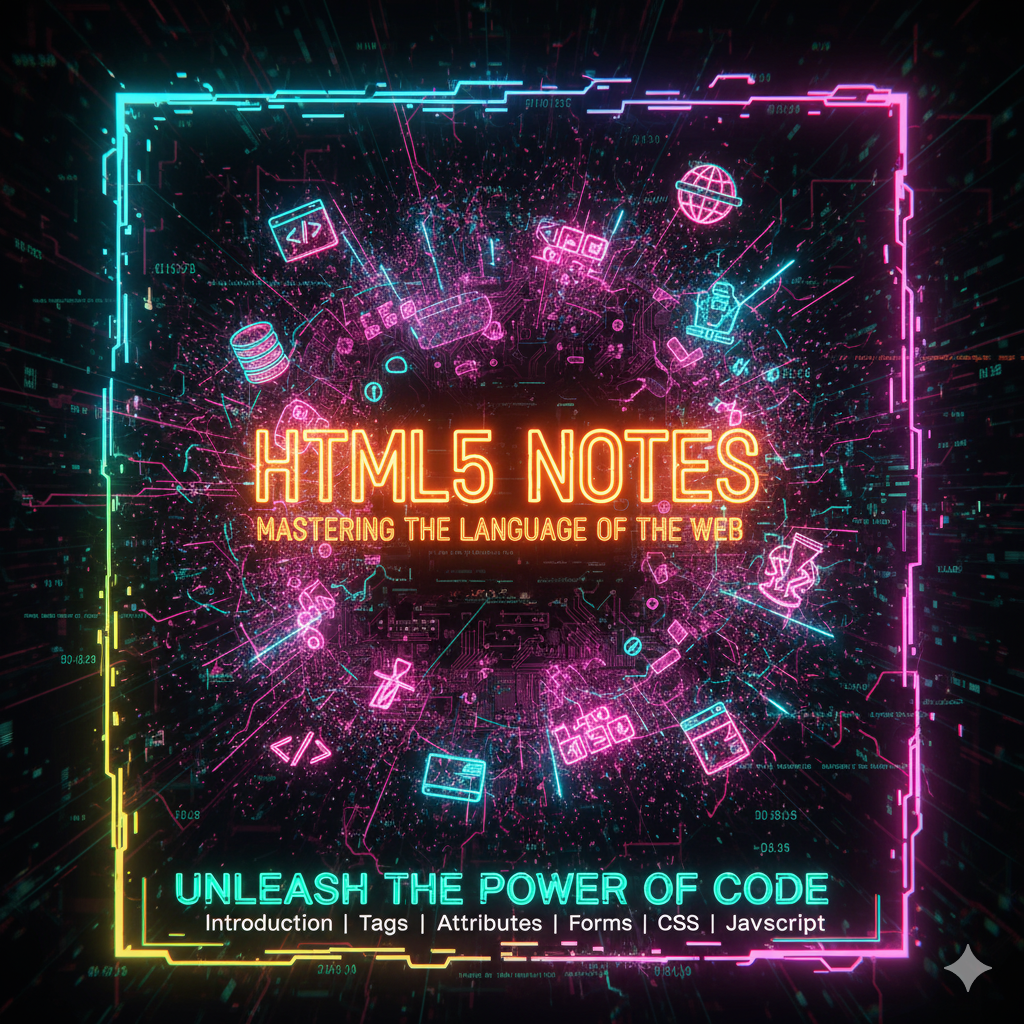 HTML5 NOTES
MASTERING THE LANGUAGE OF THE WEB
UNLEASH THE POWER OF CODE
Introduction | Tags | Attributes | Forms | CSS | Javscript